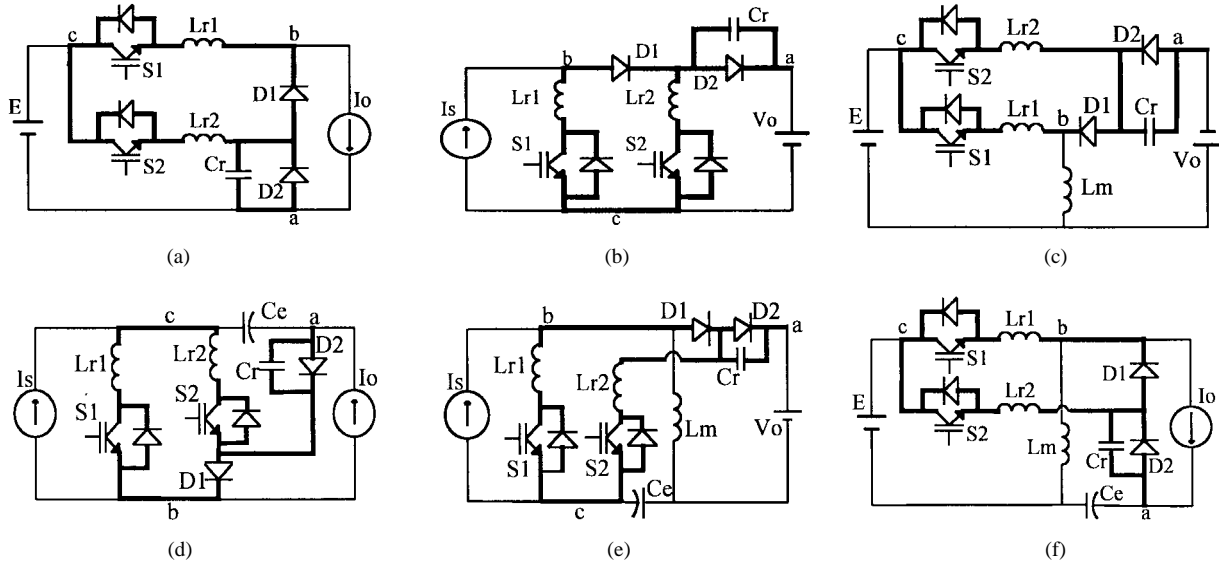 c Lr1 b
S1
E D1 Io
Lr2
S2 Cr D2
a
(a)
Cr
b D1 a
D2
Lr1 Lr2
Is Vo
S1 S2
c
(b)
c Lr2 D2 a
S2
E Lr1 b D1 Cr
S1 Vo
Lm
(c)
c Ce a
Lr2 D2
Lr1 Cr
Is Io
S1 S2
D1
b
(d)
b D1 D2 a
Lr1 Cr
Is Lr2
Lm Vo
S1 S2
c Ce
(e)
c Lr1 b
S1 D1
E Lr2 Io
S2 Lm Cr D2
Ce a
(f)